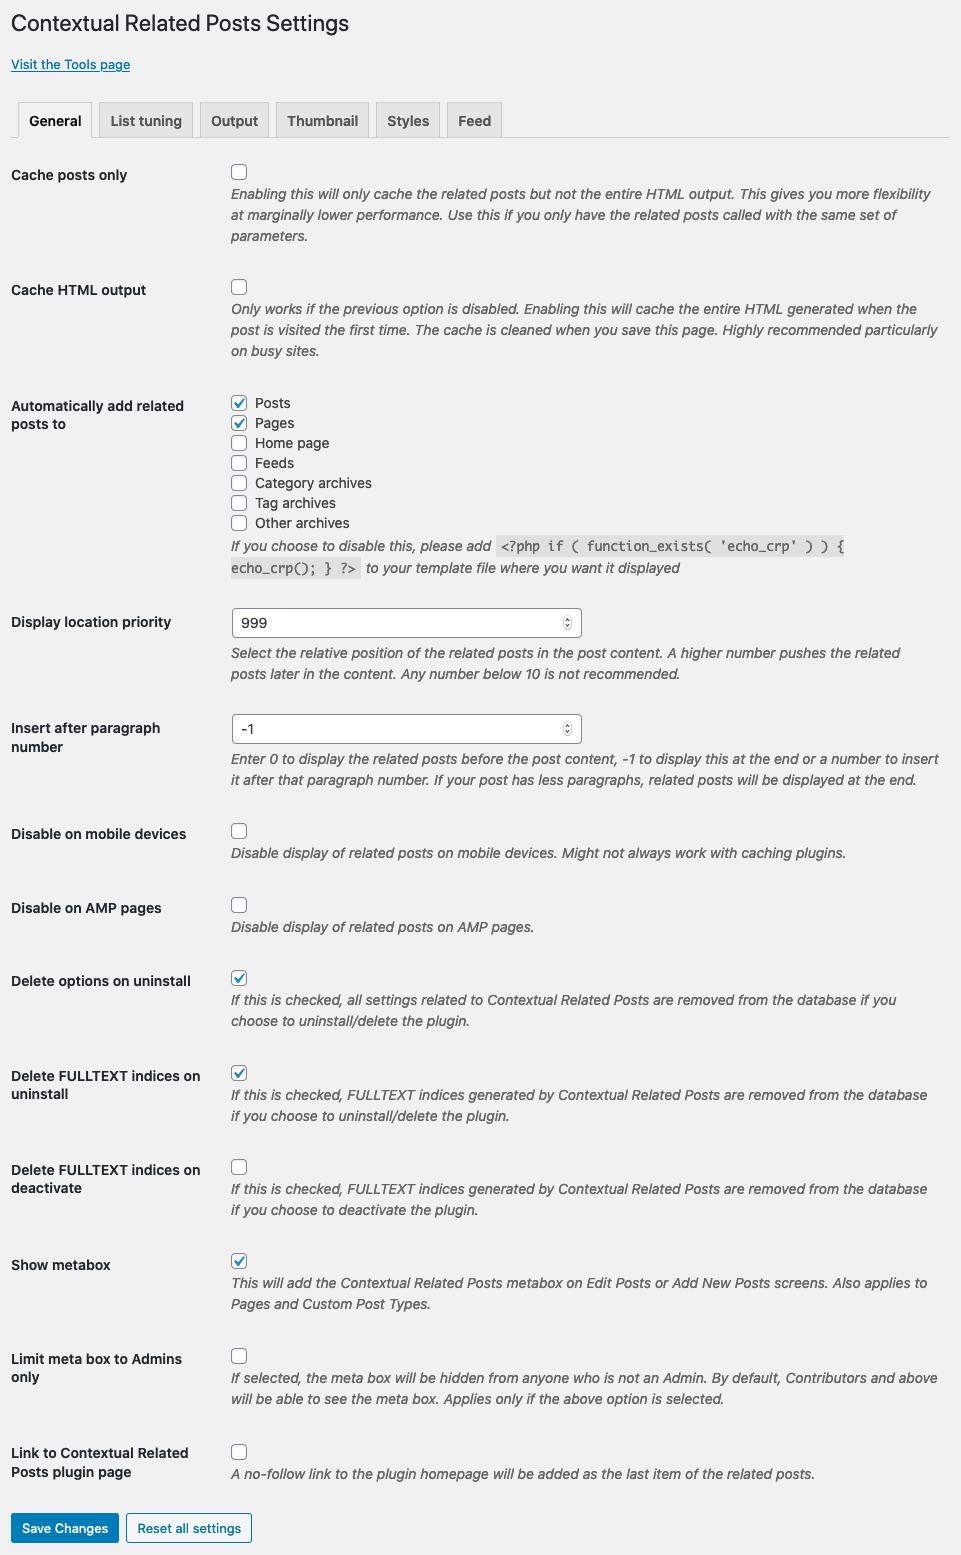 Contextual Related Posts Settings
Visit the Tools page
General List tuning Output Thumbnail Styles Feed
Cache posts only
Enabling this will only cache the related posts but not the entire HTML output. This gives you more flexibility
at marginally lower performance. Use this if you only have the related posts called with the same set of
parameters.
Cache HTML output
Only works if the previous option is disabled. Enabling this will cache the entire HTML generated when the
post is visited the first time. The cache is cleaned when you save this page. Highly recommended particularly
on busy sites.
Automatically add related
posts to
Posts
Pages
Home page
Feeds
Category archives
Tag archives
Other archives
If you choose to disable this, please add <?php if ( function_exists( 'echo_crp' ) ) {
echo_crp(); } ?> to your template file where you want it displayed
Display location priority
999
Select the relative position of the related posts in the post content. A higher number pushes the related
posts later in the content. Any number below 10 is not recommended.
Insert after paragraph
number
-1
Enter 0 to display the related posts before the post content, -1 to display this at the end or a number to insert
it after that paragraph number. If your post has less paragraphs, related posts will be displayed at the end.
Disable on mobile devices
Disable display of related posts on mobile devices. Might not always work with caching plugins.
Disable on AMP pages
Disable display of related posts on AMP pages.
Delete options on uninstall
If this is checked, all settings related to Contextual Related Posts are removed from the database if you
choose to uninstall/delete the plugin.
Delete FULLTEXT indices on
uninstall
If this is checked, FULLTEXT indices generated by Contextual Related Posts are removed from the database
if you choose to uninstall/delete the plugin.
Delete FULLTEXT indices on
deactivate
If this is checked, FULLTEXT indices generated by Contextual Related Posts are removed from the database
if you choose to deactivate the plugin.
Show metabox
This will add the Contextual Related Posts metabox on Edit Posts or Add New Posts screens. Also applies to
Pages and Custom Post Types.
Limit meta box to Admins
only
If selected, the meta box will be hidden from anyone who is not an Admin. By default, Contributors and above
will be able to see the meta box. Applies only if the above option is selected.
Link to Contextual Related
Posts plugin page
A no-follow link to the plugin homepage will be added as the last item of the related posts.
Save Changes Reset all settings